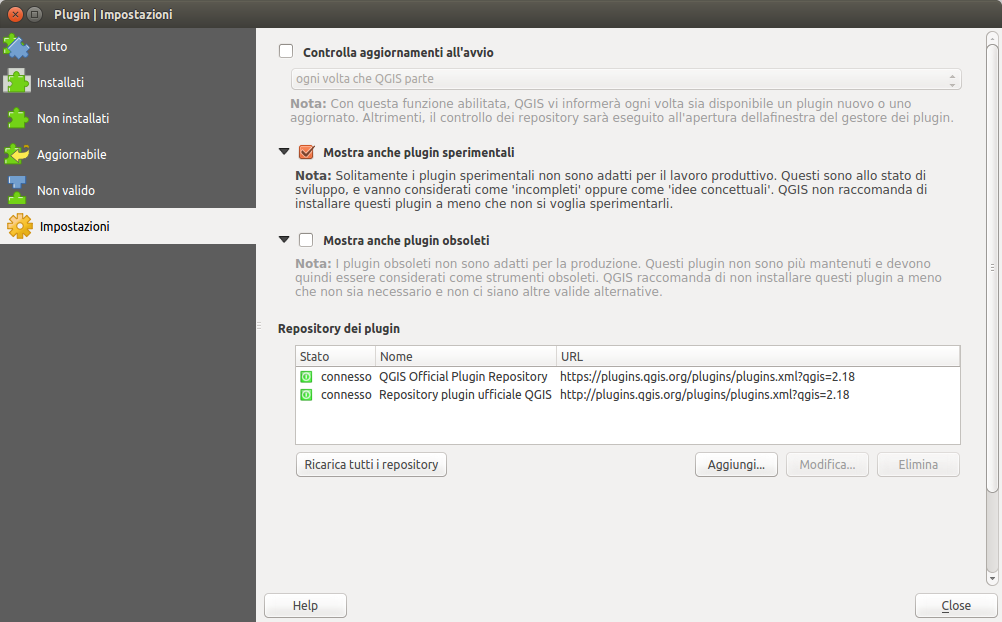 Plugin | Impostazioni
Tutto
Installati
Non installati
Aggiornabile
Non valido
Impostazioni
Controlla aggiornamenti all'avvio
ogni volta che QGIS parte
Nota: Con questa funzione abilitata, QGIS vi informerà ogni volta sia disponibile un plugin nuovo o uno
aggiornato. Altrimenti, il controllo dei repository sarà eseguito all'apertura dellafinestra del gestore dei plugin.
Mostra anche plugin sperimentali
Nota: Solitamente i plugin sperimentali non sono adatti per il lavoro produttivo. Questi sono allo stato di
sviluppo, e vanno considerati come 'incompleti' oppure come 'idee concettuali'. QGIS non raccomanda di
installare questi plugin a meno che non si voglia sperimentarli.
Mostra anche plugin obsoleti
Nota: I plugin obsoleti non sono adatti per la produzione. Questi plugin non sono più mantenuti e devono
quindi essere considerati come strumenti obsoleti. QGIS raccomanda di non installare questi plugin a meno
che non sia necessario e non ci siano altre valide alternative.
Repository dei plugin
Stato Nome URL
connesso QGIS Official Plugin Repository https://plugins.qgis.org/plugins/plugins.xml?qgis=2.18
connesso Repository plugin ufficiale QGIS http://plugins.qgis.org/plugins/plugins.xml?qgis=2.18
Ricarica tutti i repository Aggiungi... Modifica... Elimina
Help Close